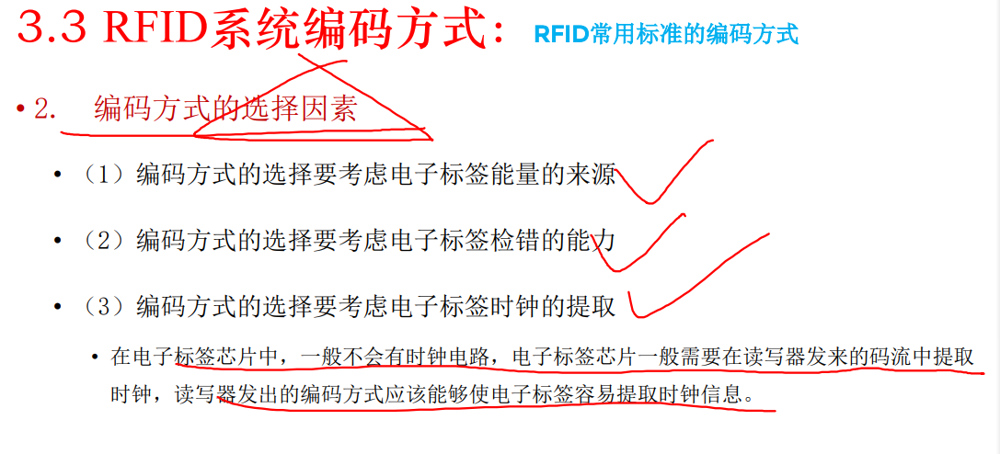 3.3 RFID系统编码方式： RFID常用标准的编码方式
• 2. 编码方式的选择因素
• （1）编码方式的选择要考虑电子标签能量的来源
• （2）编码方式的选择要考虑电子标签检错的能力
• （3）编码方式的选择要考虑电子标签时钟的提取
• 在电子标签芯片中，一般不会有时钟电路，电子标签芯片一般需要在读写器发来的码流中提取
时钟，读写器发出的编码方式应该能够使电子标签容易提取时钟信息。